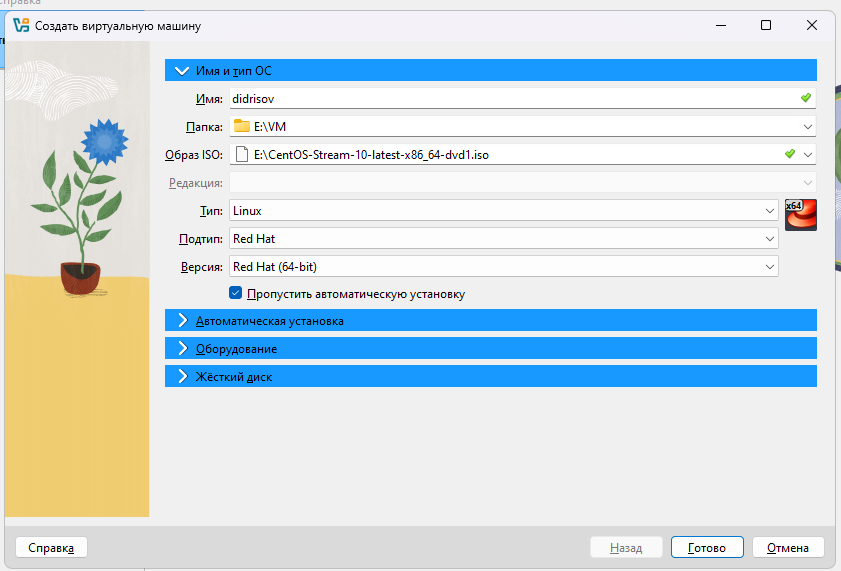 Справка
Создать виртуальную машину
Имя и тип ОС
Имя: didrisov
Папка: E:\VM
Образ ISO: E:\CentOS-Stream-10-latest-x86_64-dvd1.iso
Редакция:
Тип: Linux
x64
Подтип: Red Hat
Версия: Red Hat (64-bit)
Пропустить автоматическую установку
Автоматическая установка
Оборудование
Жёсткий диск
Справка
Назад
Готово
Отмена